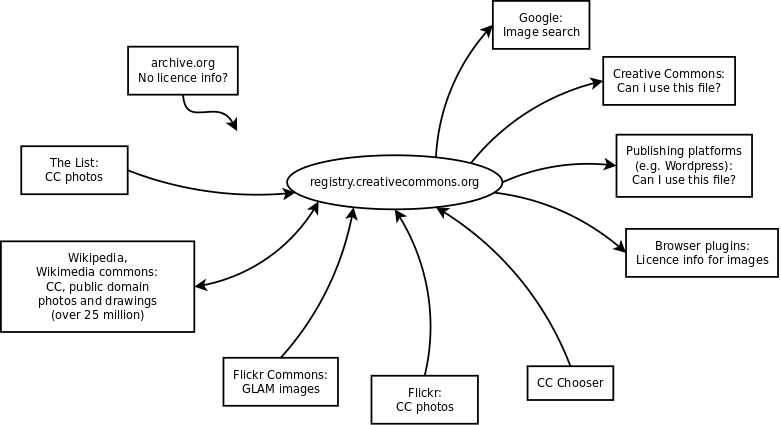 Google:
Image search
archive.org
No licence info?
Creative Commons:
Can i use this file?
Publishing platforms
(e.g. Wordpress):
Can I use this file?
The List:
CC photos
registry.creativecommons.org
Browser plugins:
Licence info for images
Wikipedia,
Wikimedia commons:
CC, public domain
photos and drawings
(over 25 million)
Flickr Commons:
GLAM images
Flickr:
CC photos
CC Chooser